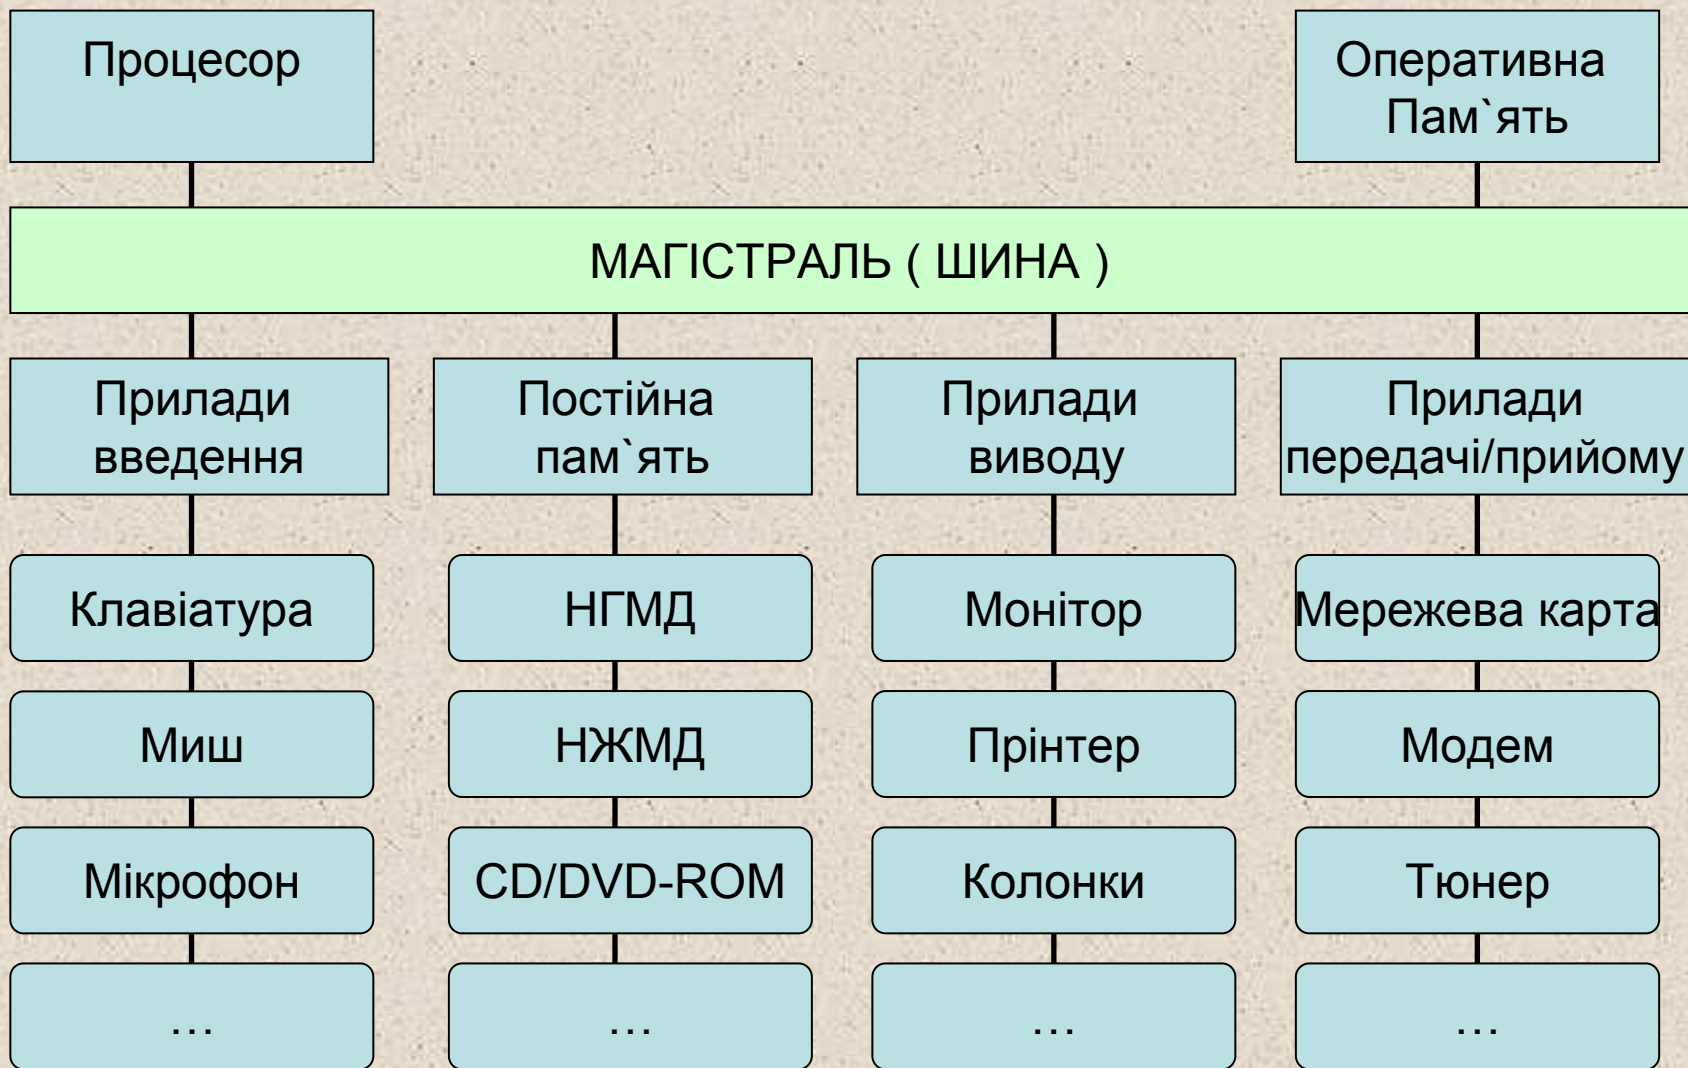 Процесор
Оперативна
Пам`ять
МАГІСТРАЛЬ ( ШИНА )
Прилади
введення
Постійна
пам`ять
Прилади
виводу
Прилади
передачі/прийому
Клавіатура
НГМД
Монітор
Мережева карта
Миш
НЖМД
Прінтер
Модем
Мікрофон
CD/DVD-ROM
Колонки
Тюнер
…
…
…
…